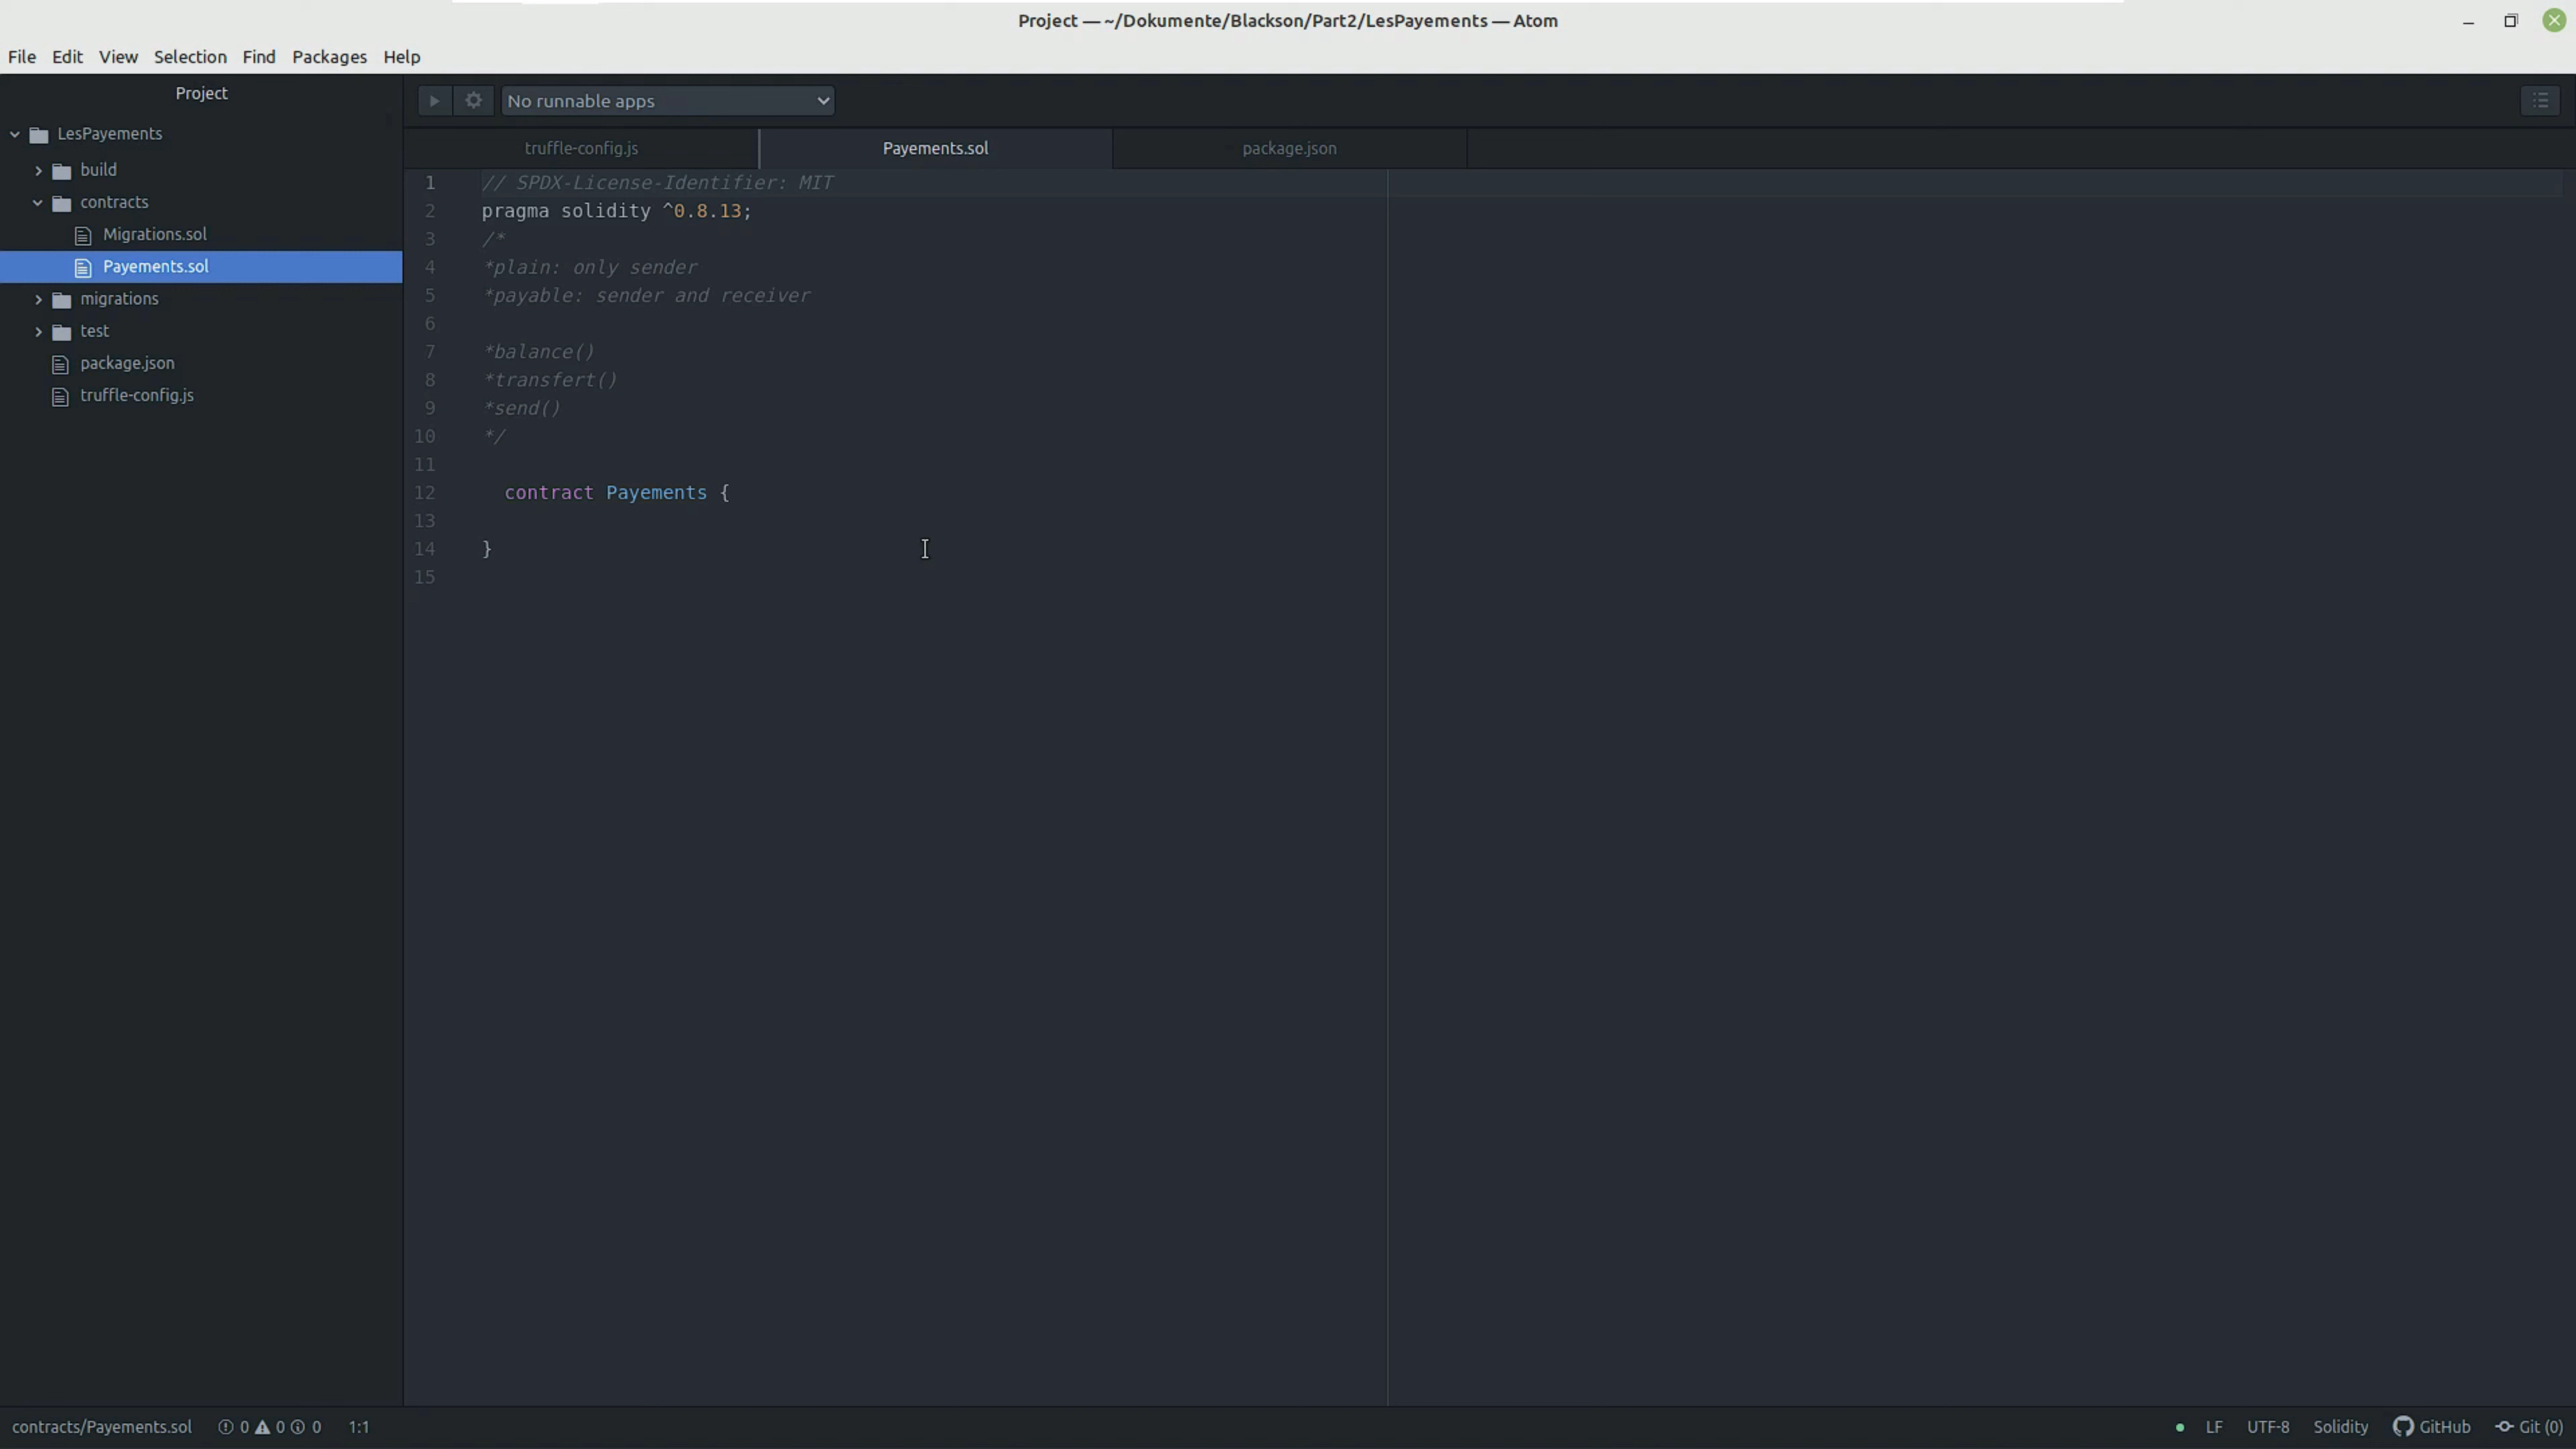 Project — ~/Dokumente/Blackson/Part2/LesPayements — Atom
File Edit View Selection Find Packages Help
Project
LesPayements
build
contracts
Migrations.sol
Payements.sol
migrations
test
package.json
truffle-config.js
No runnable apps
truffle-config.js Payements.sol package.json
1 // SPDX-License-Identifier: MIT
2 pragma solidity ^0.8.13;
3 /*
4 *plain: only sender
5 *payable: sender and receiver
6
7 *balance()
8 *transfert()
9 *send()
10 */
11
12 contract Payements {
13
14 }
15
contracts/Payements.sol 0 0 0 1:1
LF UTF-8 Solidity GitHub Git (0)